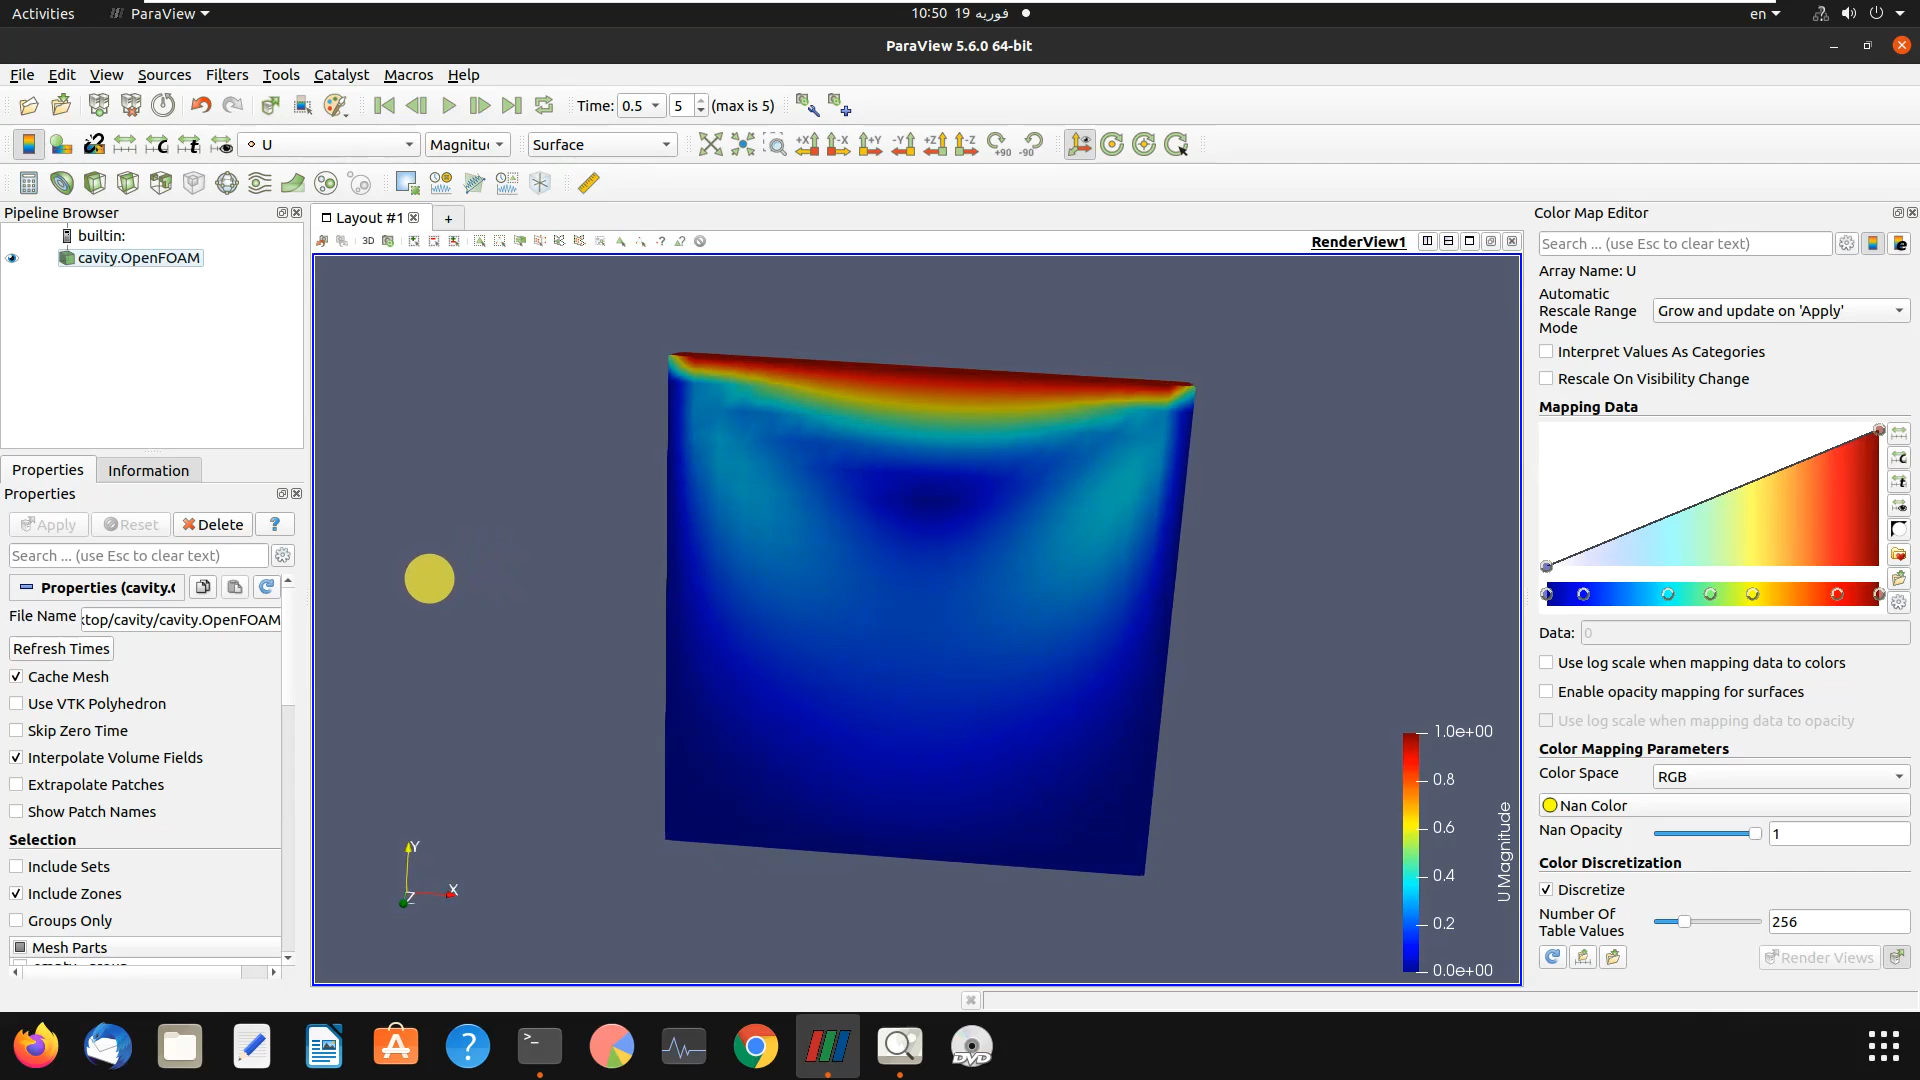 Activities
ParaView
10:50 19 فوریه
en
ParaView 5.6.0 64-bit
File Edit View Sources Filters Tools Catalyst Macros Help
Time: 0.5 5 (max is 5)
U Magnitu Surface
+X -X +Y -Y +Z -Z +90 -90
Pipeline Browser
builtin:
cavity.OpenFOAM
Properties Information
Properties
Apply Reset Delete ?
Search ... (use Esc to clear text)
Properties (cavity.
File Name
top/cavity/cavity.OpenFOAM
Refresh Times
Cache Mesh
Use VTK Polyhedron
Skip Zero Time
Interpolate Volume Fields
Extrapolate Patches
Show Patch Names
Selection
Include Sets
Include Zones
Groups Only
Mesh Parts
Layout #1
+
3D
RenderView1
Y
X
Z
1.0e+00
0.8
0.6
0.4
0.2
0.0e+00
U Magnitude
Color Map Editor
Search ... (use Esc to clear text)
Array Name: U
Automatic
Rescale Range
Mode
Grow and update on 'Apply'
Interpret Values As Categories
Rescale On Visibility Change
Mapping Data
Data: 0
Use log scale when mapping data to colors
Enable opacity mapping for surfaces
Use log scale when mapping data to opacity
Color Mapping Parameters
Color Space RGB
Nan Color
Nan Opacity 1
Color Discretization
Discretize
Number Of
Table Values
256
Render Views
>_
?
DVD